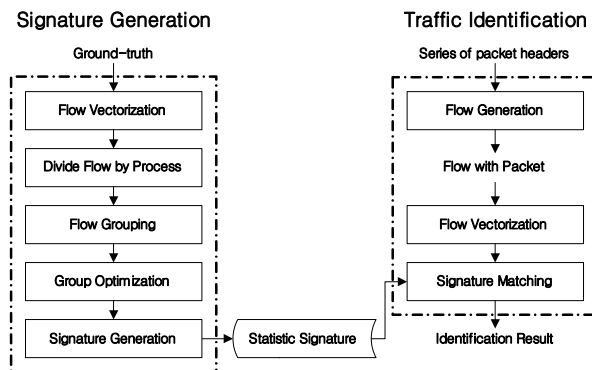 Signature Generation
Ground-truth
Flow Vectorization
Divide Flow by Process
Flow Grouping
Group Optimization
Signature Generation
Statistic Signature
Traffic Identification
Series of packet headers
Flow Generation
Flow with Packet
Flow Vectorization
Signature Matching
Identification Result